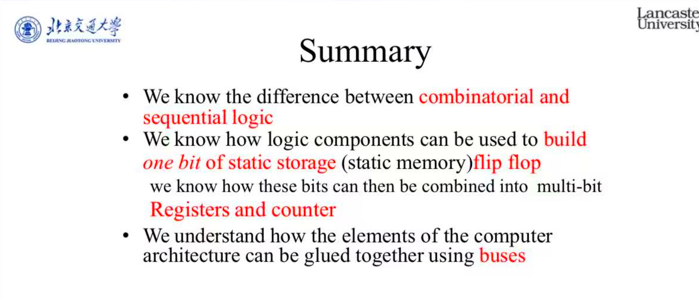 北京交通大学
BEIJING JIAOTONG UNIVERSITY
Lancaste
University
Summary
• We know the difference between combinatorial and
sequential logic
• We know how logic components can be used to build
one bit of static storage (static memory)flip flop
we know how these bits can then be combined into multi-bit
Registers and counter
• We understand how the elements of the computer
architecture can be glued together using buses